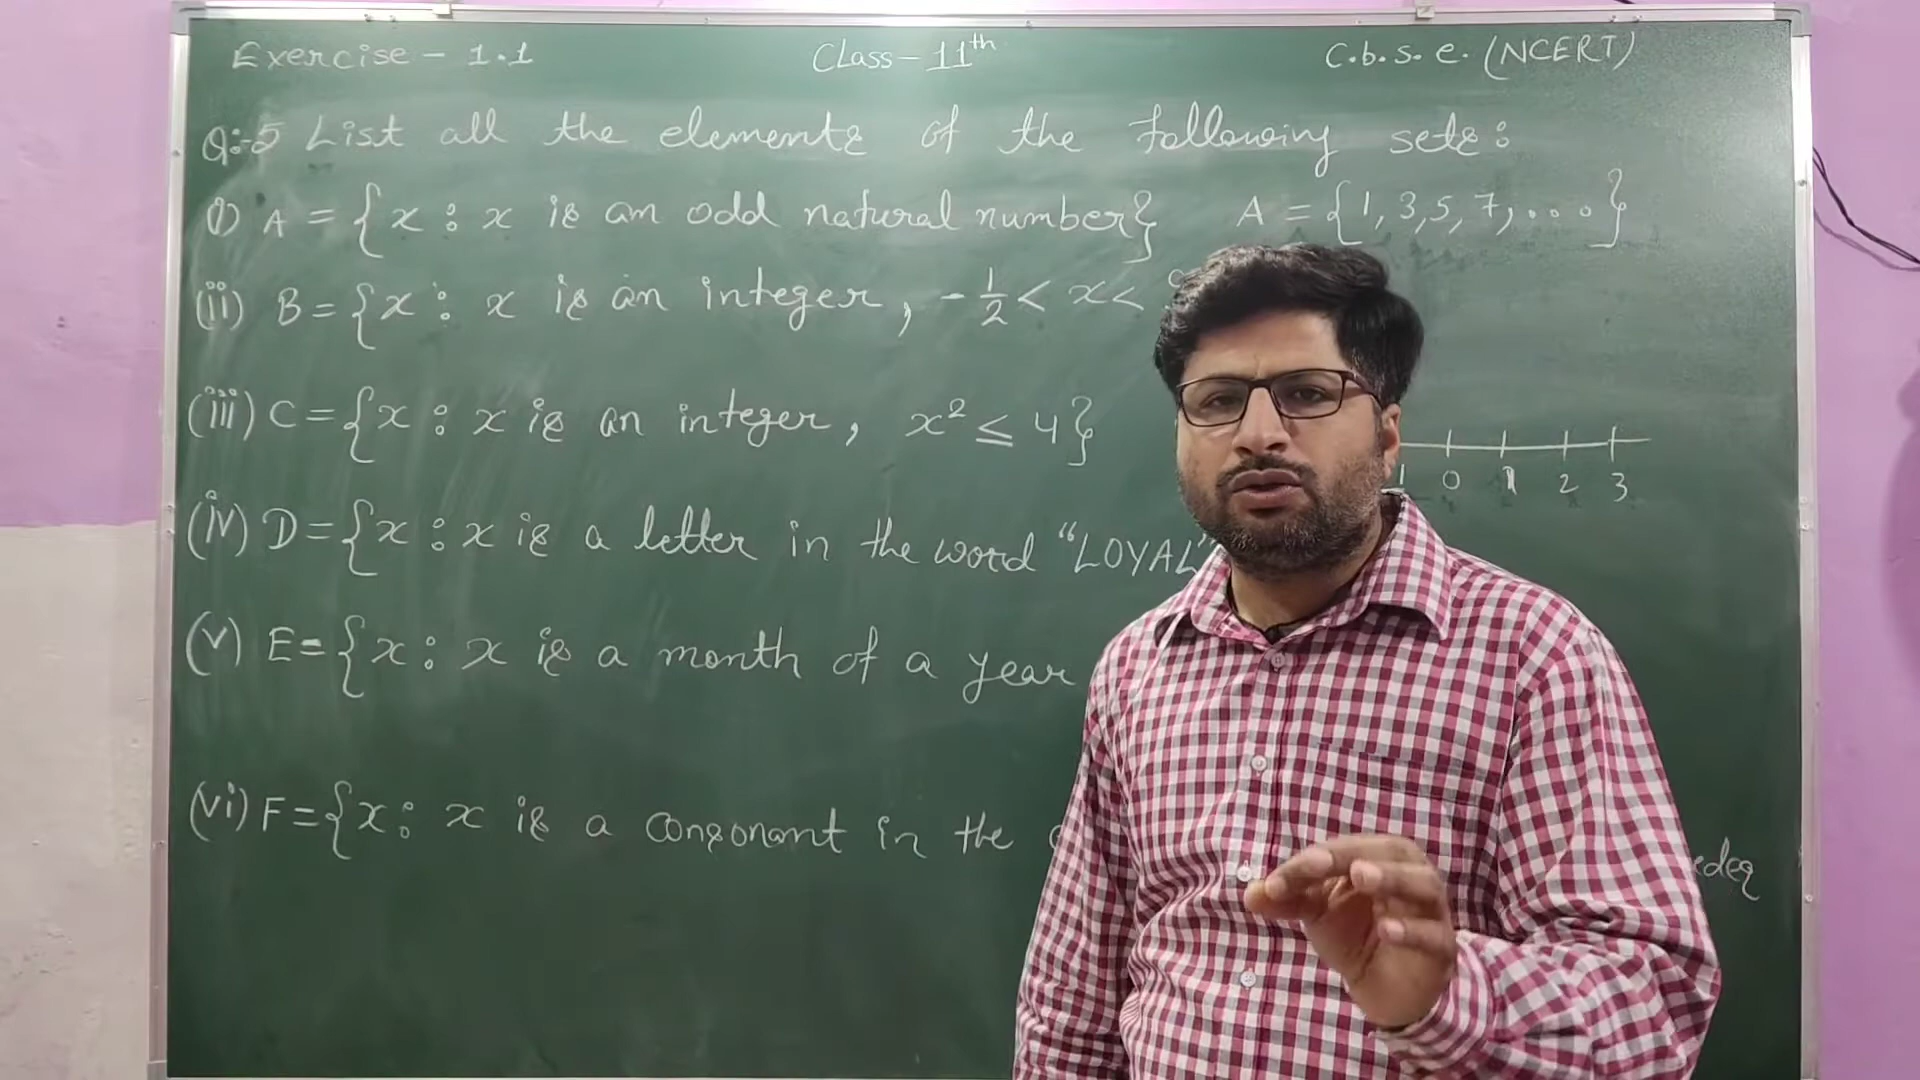 Exercise - 1.1 Class - 11th C.b.s.e. (NCERT)
Q:-5 List all the elements of the following sets:
(i) A = {x : x is an odd natural number} A = {1, 3, 5, 7, ....}
(ii) B = {x : x is an integer, -1/2 < x <
(iii) C = {x : x is an integer, x² ≤ 4}
1 0 1 2 3
(iv) D = {x : x is a letter in the word "LOYAL"
(v) E = {x : x is a month of a year
(vi) F = {x : x is a consonant in the